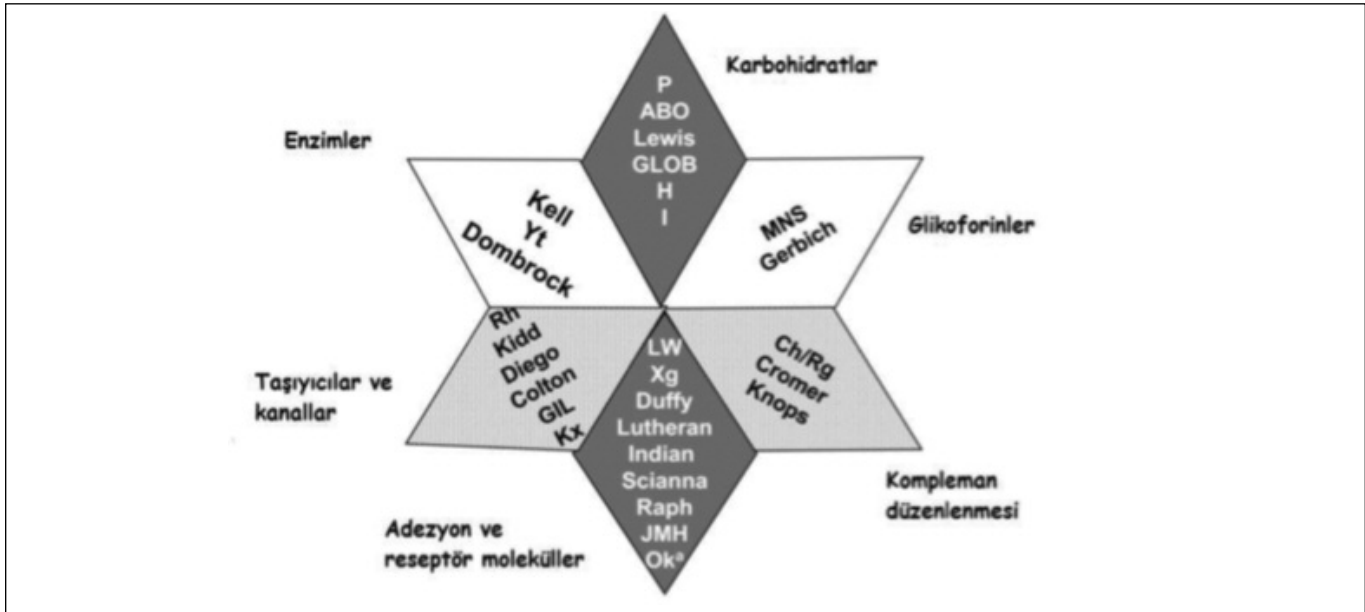 Karbohidratlar
P
ABO
Lewis
GLOB
H
I
Enzimler
Kell
Yt
Dombrock
MNS
Gerbich
Glikoforinler
Taşıyıcılar ve
kanallar
Rh
Kidd
Diego
Colton
GIL
Kx
LW
Xg
Duffy
Lutheran
Indian
Scianna
Raph
JMH
Okª
Ch/Rg
Cromer
Knops
Kompleman
düzenlenmesi
Adezyon ve
reseptör moleküller